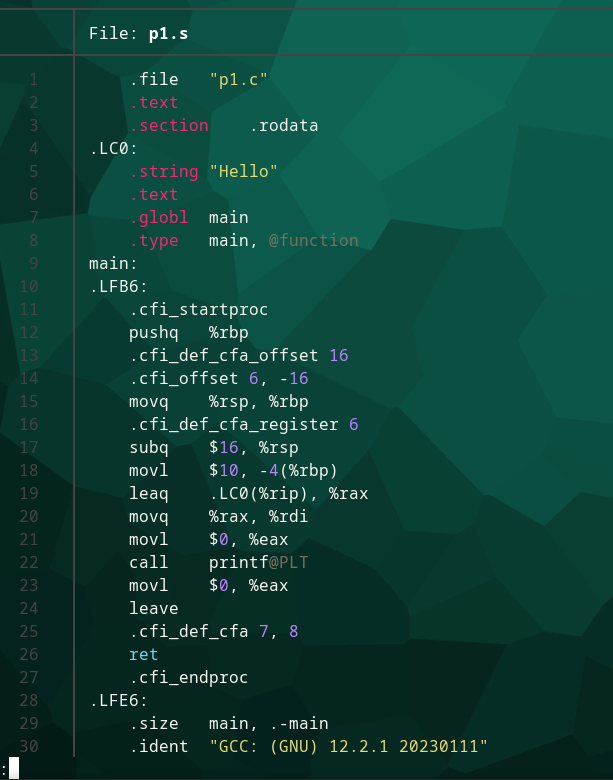 File: p1.s
1 .file "p1.c"
2 .text
3 .section .rodata
4 .LC0:
5 .string "Hello"
6 .text
7 .globl main
8 .type main, @function
9 main:
10 .LFB6:
11 .cfi_startproc
12 pushq %rbp
13 .cfi_def_cfa_offset 16
14 .cfi_offset 6, -16
15 movq %rsp, %rbp
16 .cfi_def_cfa_register 6
17 subq $16, %rsp
18 movl $10, -4(%rbp)
19 leaq .LC0(%rip), %rax
20 movq %rax, %rdi
21 movl $0, %eax
22 call printf@PLT
23 movl $0, %eax
24 leave
25 .cfi_def_cfa 7, 8
26 ret
27 .cfi_endproc
28 .LFE6:
29 .size main, .-main
30 .ident "GCC: (GNU) 12.2.1 20230111"
: